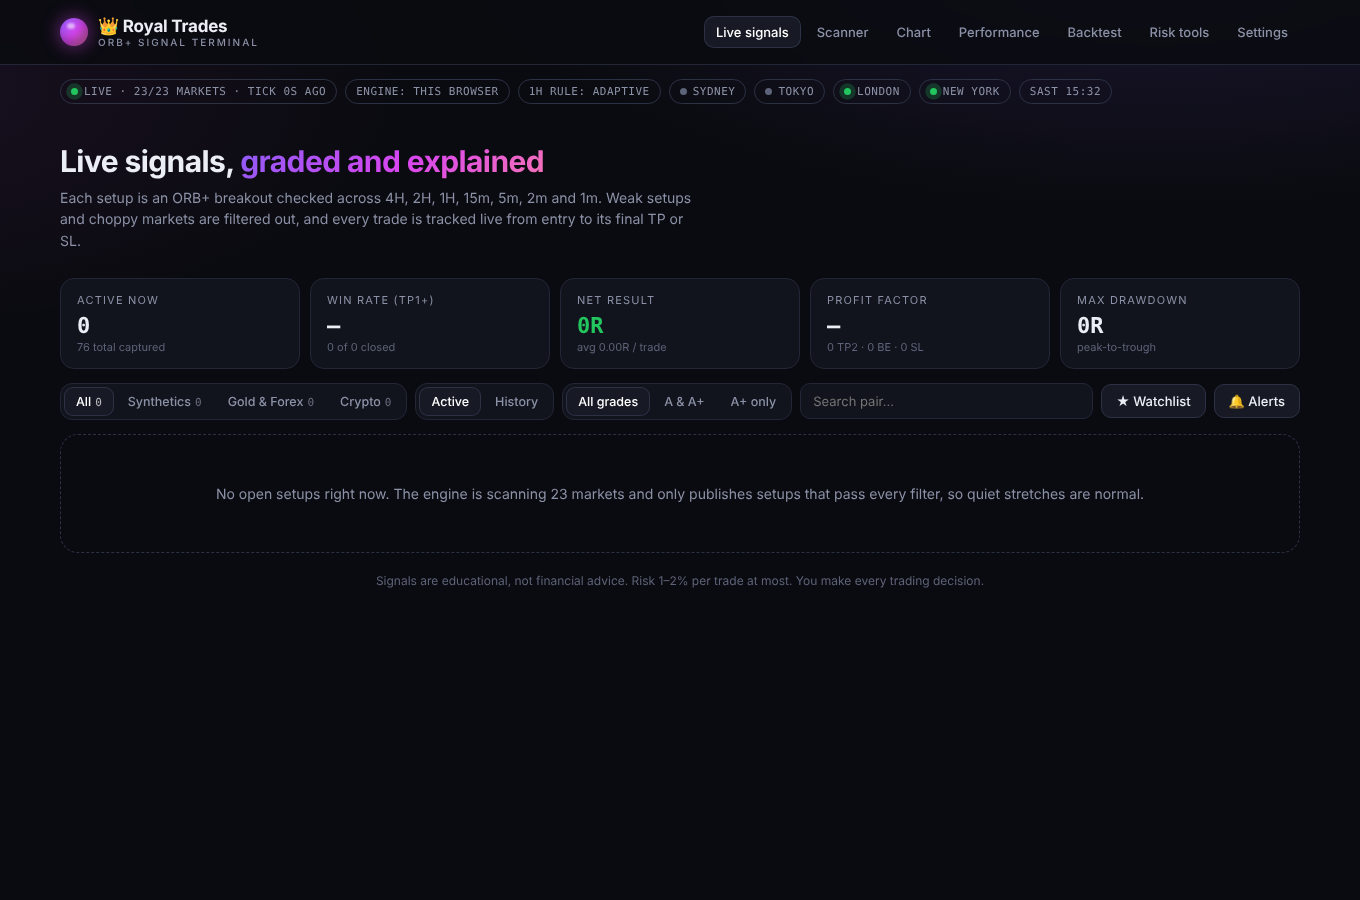 👑 Royal Trades
ORB+ SIGNAL TERMINAL
Live signals Scanner Chart Performance Backtest Risk tools Settings
LIVE · 23/23 MARKETS · TICK 0S AGO ENGINE: THIS BROWSER 1H RULE: ADAPTIVE SYDNEY TOKYO LONDON NEW YORK SAST 15:32
Live signals, graded and explained
Each setup is an ORB+ breakout checked across 4H, 2H, 1H, 15m, 5m, 2m and 1m. Weak setups
and choppy markets are filtered out, and every trade is tracked live from entry to its final TP or
SL.
ACTIVE NOW
0
76 total captured
WIN RATE (TP1+)
—
0 of 0 closed
NET RESULT
0R
avg 0.00R / trade
PROFIT FACTOR
—
0 TP2 · 0 BE · 0 SL
MAX DRAWDOWN
0R
peak-to-trough
All 0 Synthetics 0 Gold & Forex 0 Crypto 0 Active History All grades A & A+ A+ only Search pair... ★ Watchlist 🔔 Alerts
No open setups right now. The engine is scanning 23 markets and only publishes setups that pass every filter, so quiet stretches are normal.
Signals are educational, not financial advice. Risk 1–2% per trade at most. You make every trading decision.